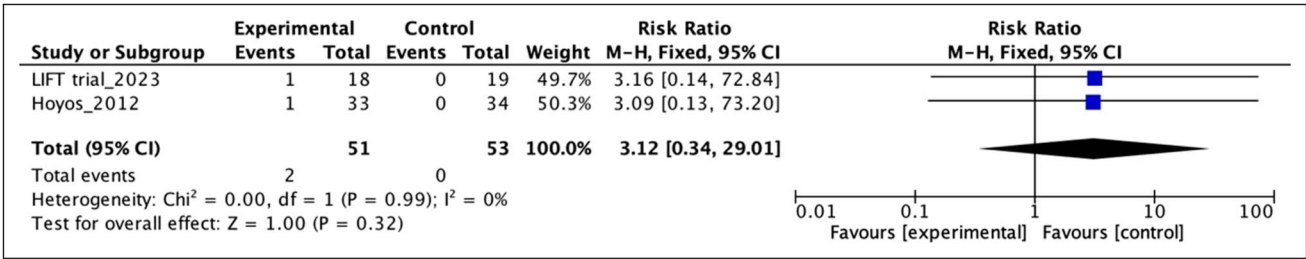 Experimental Control Risk Ratio Risk Ratio
Study or Subgroup Events Total Events Total Weight M-H, Fixed, 95% CI M-H, Fixed, 95% CI
LIFT trial_2023 1 18 0 19 49.7% 3.16 [0.14, 72.84]
Hoyos_2012 1 33 0 34 50.3% 3.09 [0.13, 73.20]
Total (95% CI) 51 53 100.0% 3.12 [0.34, 29.01]
Total events 2 0
Heterogeneity: Chi² = 0.00, df = 1 (P = 0.99); I² = 0%
Test for overall effect: Z = 1.00 (P = 0.32)
0.01 0.1 1 10 100
Favours [experimental] Favours [control]